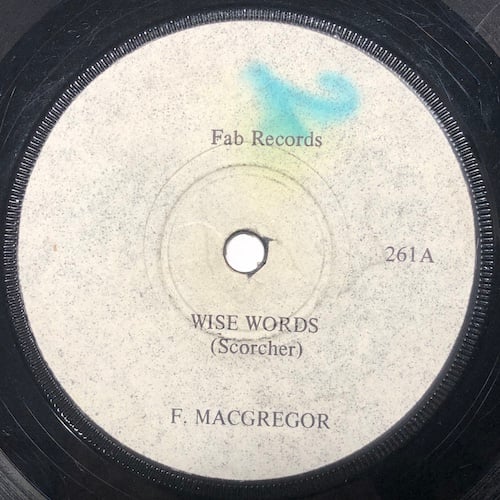 Fab Records
261A
WISE WORDS
(Scorcher)
F. MACGREGOR